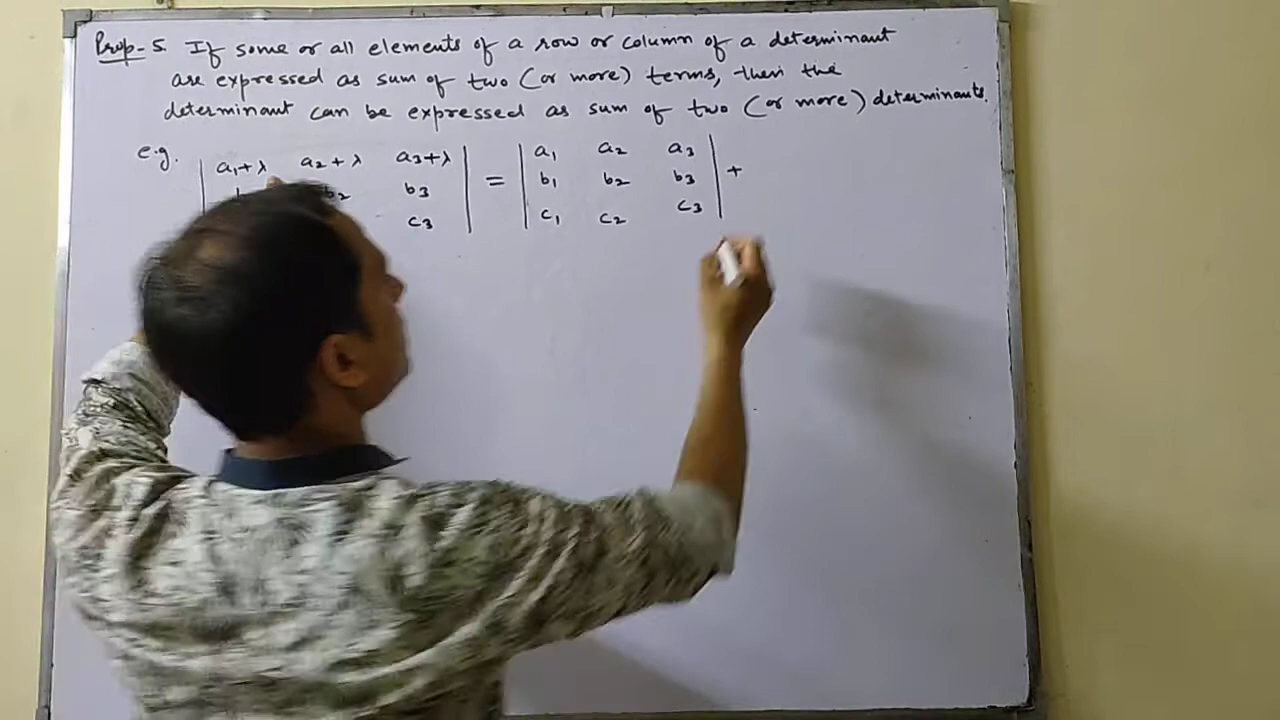 Prop-5. If some or all elements of a row or column of a determinant
are expressed as sum of two (or more) terms, then the
determinant can be expressed as sum of two (or more) determinants.
e.g. | a₁+λ a₂+λ a₃+λ | = | a₁ a₂ a₃ | +
b₂ b₃ | | b₁ b₂ b₃ |
c₃ | | c₁ c₂ c₃ |